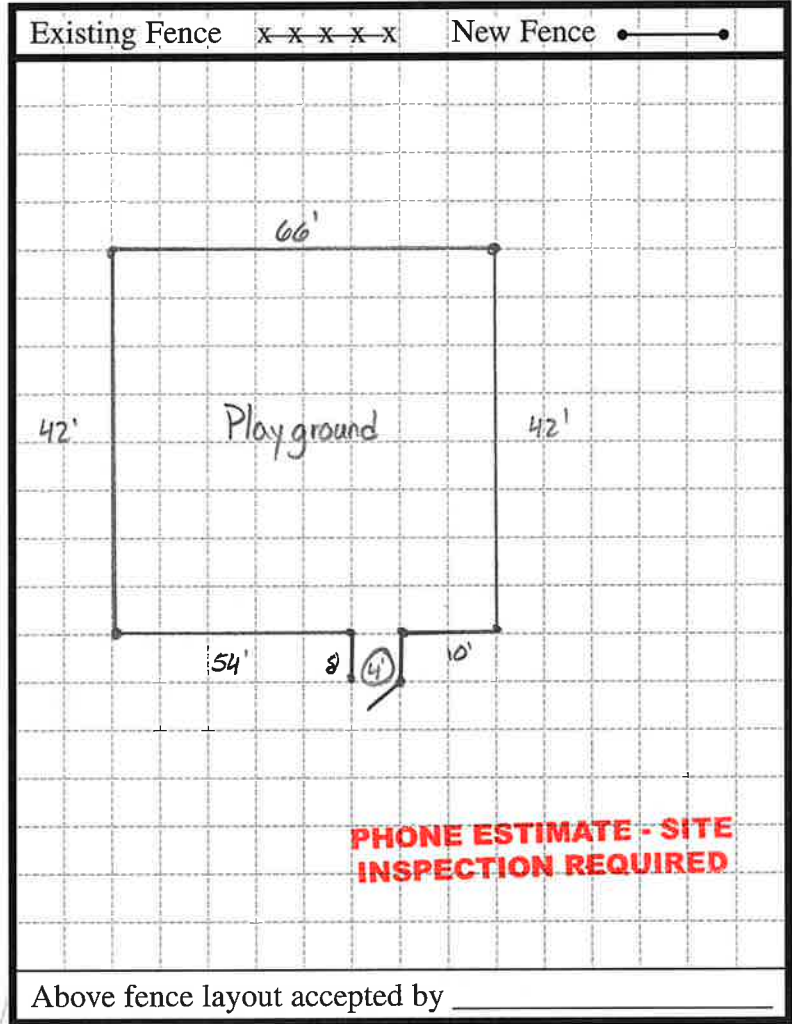 Existing Fence x x x x x New Fence
66'
42' Playground 42'
54' 8' 4' 10'
PHONE ESTIMATE - SITE
INSPECTION REQUIRED
Above fence layout accepted by